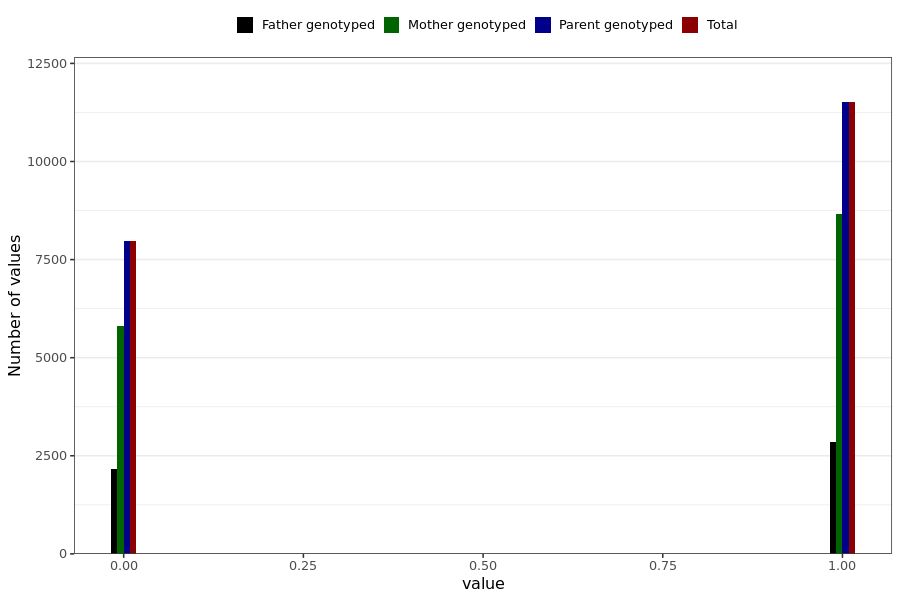 Father genotyped Mother genotyped Parent genotyped Total
12500
10000
7500
5000
2500
0
Number of values
0.00 0.25 0.50 0.75 1.00
value